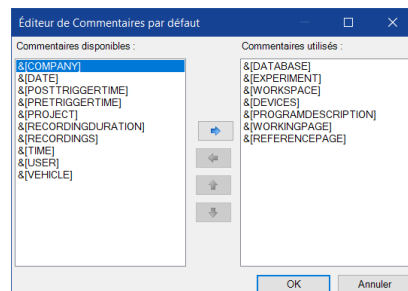 Éditeur de Commentaires par défaut
Commentaires disponibles :
&[COMPANY]
&[DATE]
&[POSTTRIGGERTIME]
&[PRETRIGGERTIME]
&[PROJECT]
&[RECORDINGDURATION]
&[RECORDINGS]
&[TIME]
&[USER]
&[VEHICLE]
Commentaires utilisés :
&[DATABASE]
&[EXPERIMENT]
&[WORKSPACE]
&[DEVICES]
&[PROGRAMDESCRIPTION]
&[WORKINGPAGE]
&[REFERENCEPAGE]
OK
Annuler